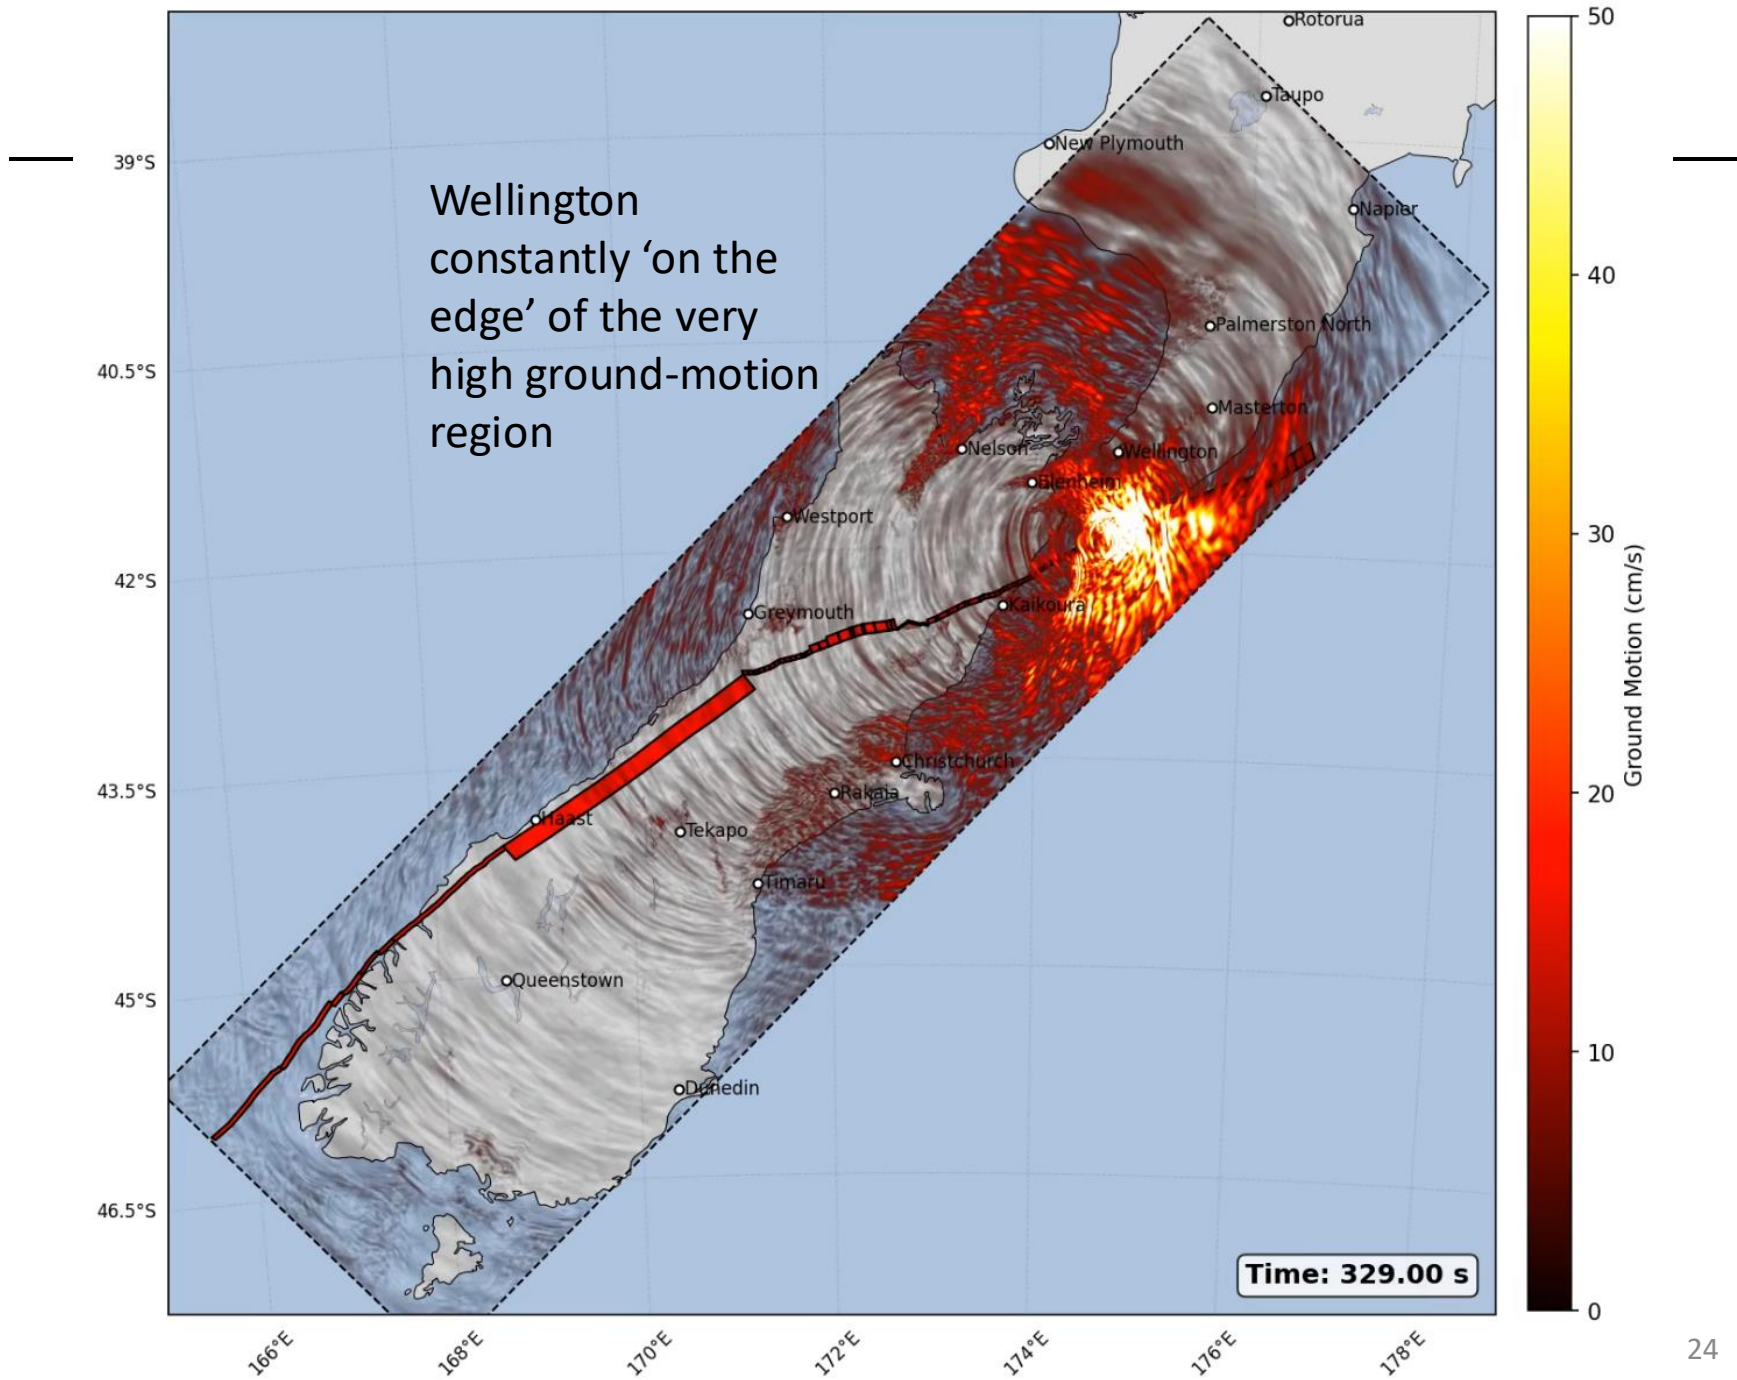 Rotorua
Taupo
New Plymouth
Napier
Palmerston North
Masterton
Wellington
Nelson
Blenheim
Westport
Kaikoura
Greymouth
Christchurch
Rakaia
Haast
Tekapo
Timaru
Queenstown
Dunedin
Wellington
constantly ‘on the
edge’ of the very
high ground-motion
region
39°S
40.5°S
42°S
43.5°S
45°S
46.5°S
166°E
168°E
170°E
172°E
174°E
176°E
178°E
Time: 329.00 s
50
40
30
20
10
0
Ground Motion (cm/s)
24